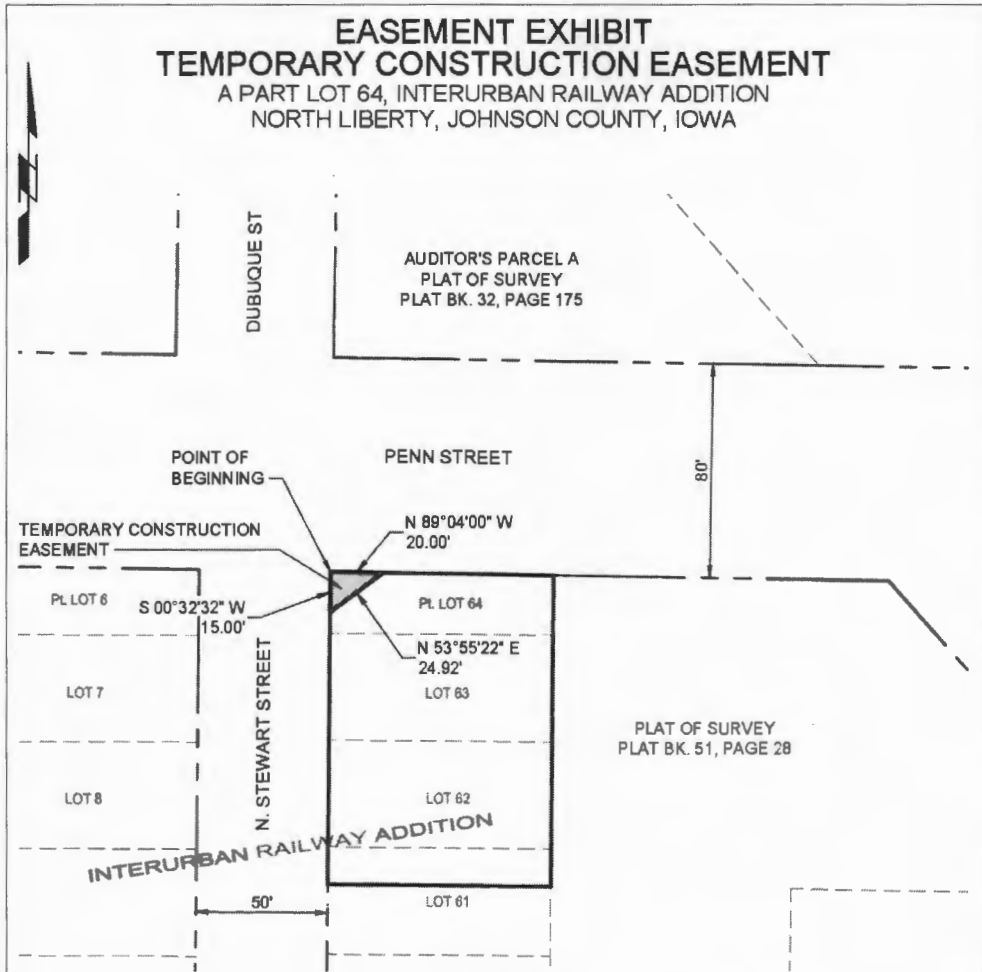 EASEMENT EXHIBIT
TEMPORARY CONSTRUCTION EASEMENT
A PART LOT 64, INTERURBAN RAILWAY ADDITION
NORTH LIBERTY, JOHNSON COUNTY, IOWA
DUBUQUE ST
AUDITOR'S PARCEL A
PLAT OF SURVEY
PLAT BK. 32, PAGE 175
POINT OF
BEGINNING
PENN STREET
80'
TEMPORARY CONSTRUCTION
EASEMENT
N 89°04'00" W
20.00'
Pt. LOT 6
S 00°32'32" W
15.00'
Pt. LOT 64
N 53°55'22" E
24.92'
LOT 7
N. STEWART STREET
LOT 63
PLAT OF SURVEY
PLAT BK. 51, PAGE 28
LOT 8
LOT 62
INTERURBAN RAILWAY ADDITION
50'
LOT 61